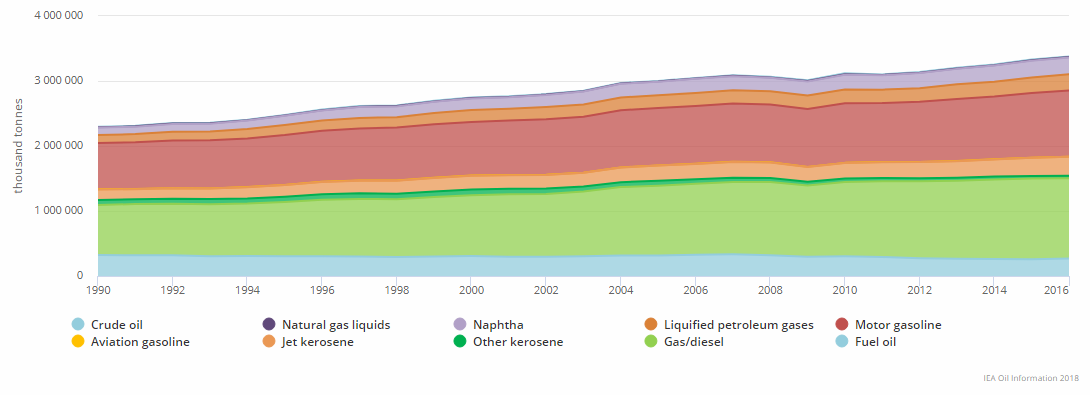 4 000 000
3 000 000
2 000 000
1 000 000
0
thousand tonnes
1990 1992 1994 1996 1998 2000 2002 2004 2006 2008 2010 2012 2014 2016
Crude oil Natural gas liquids Naphtha Liquified petroleum gases Motor gasoline
Aviation gasoline Jet kerosene Other kerosene Gas/diesel Fuel oil
IEA Oil Information 2018